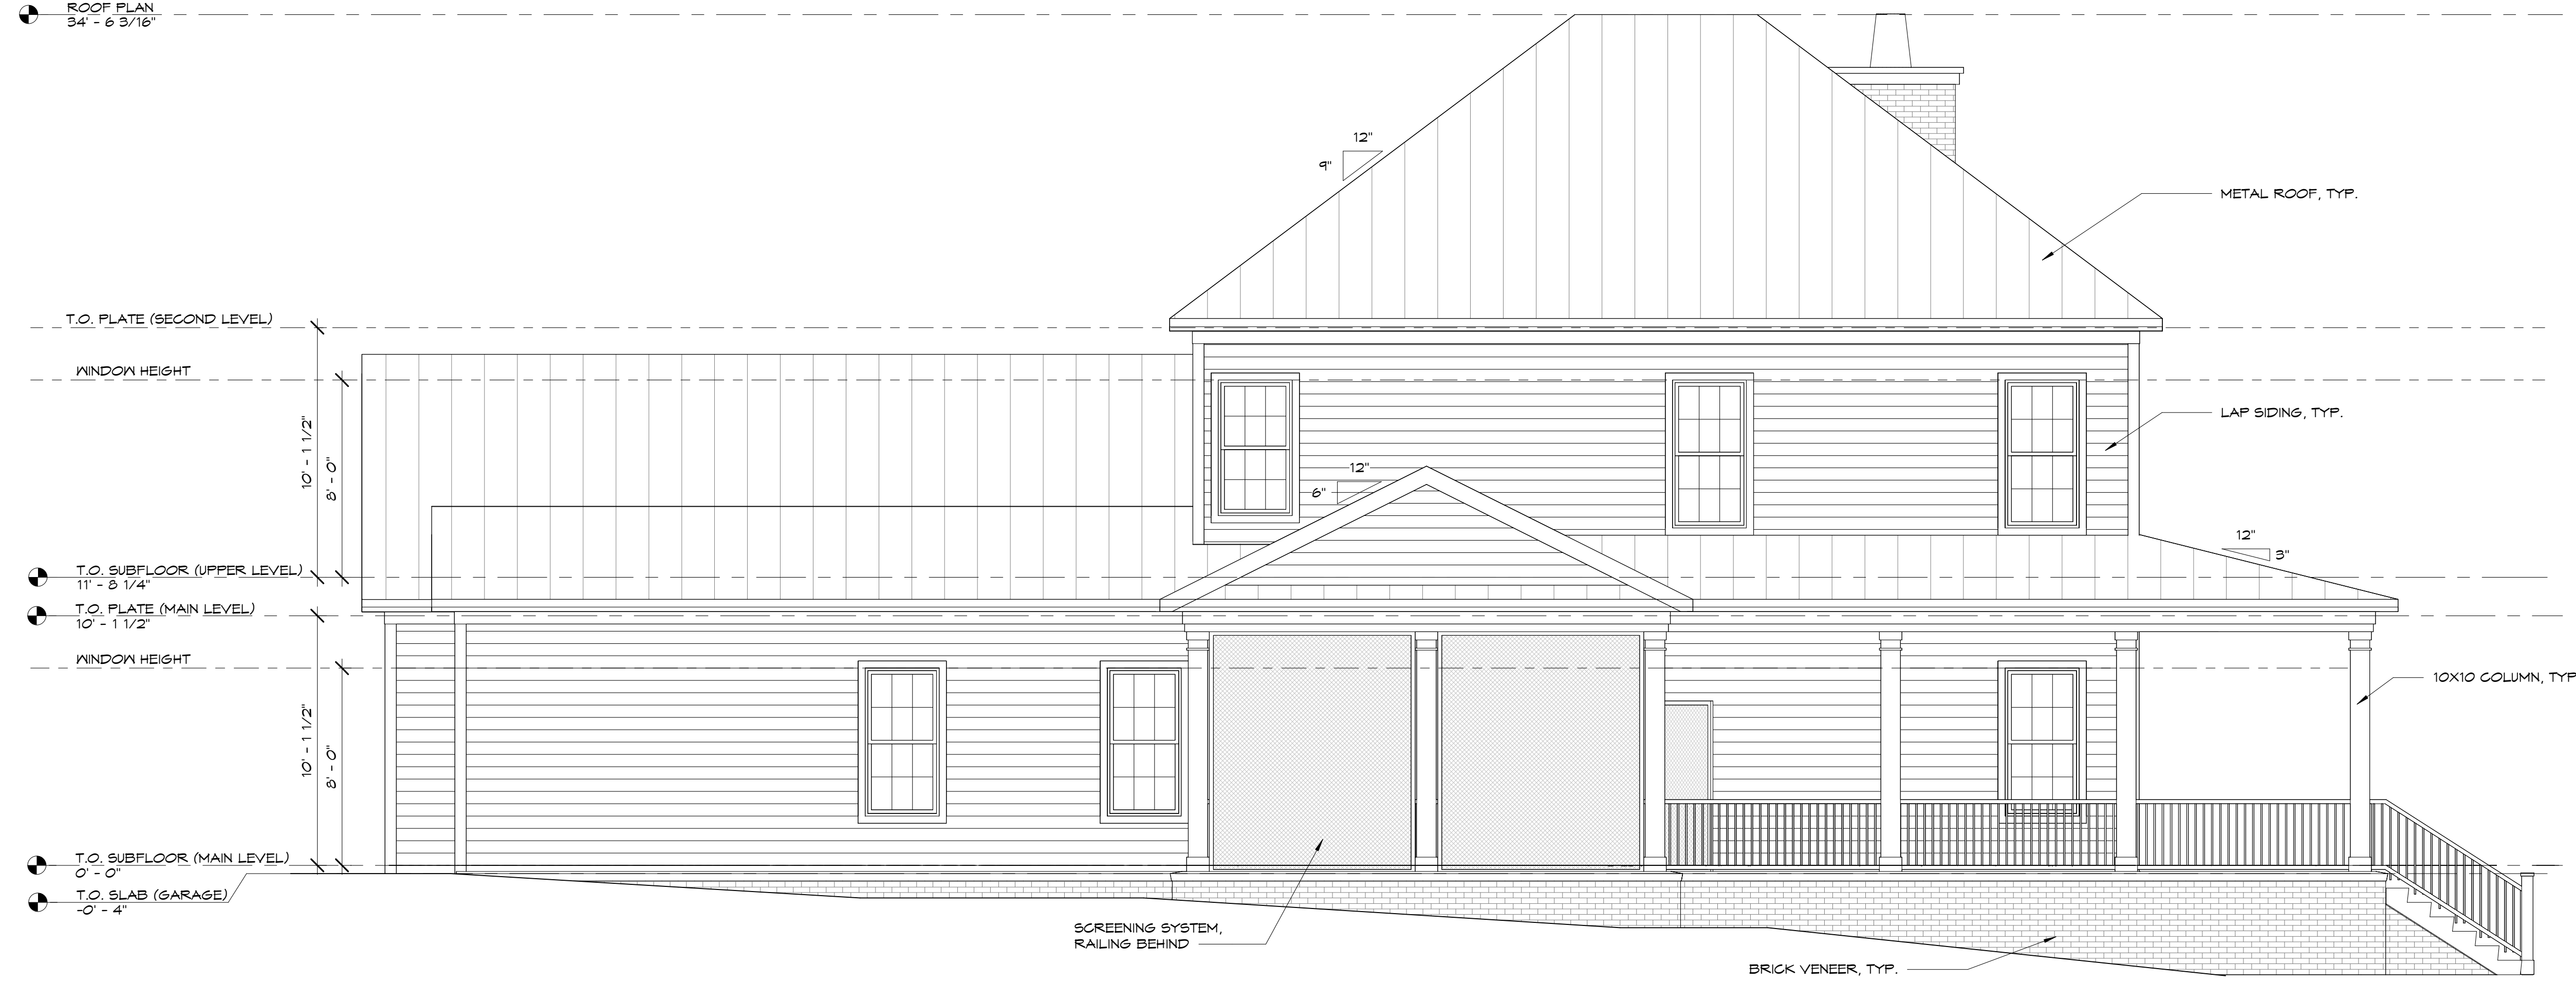 ROOF PLAN
34' - 6 3/16"
12"
9"
METAL ROOF, TYP.
T.O. PLATE (SECOND LEVEL)
WINDOW HEIGHT
10' - 1 1/2"
8' - 0"
LAP SIDING, TYP.
12"
6"
12"
3"
T.O. SUBFLOOR (UPPER LEVEL)
11' - 8 1/4"
T.O. PLATE (MAIN LEVEL)
10' - 1 1/2"
WINDOW HEIGHT
10' - 1 1/2"
8' - 0"
10X10 COLUMN, TYP
T.O. SUBFLOOR (MAIN LEVEL)
0' - 0"
T.O. SLAB (GARAGE)
-0' - 4"
SCREENING SYSTEM,
RAILING BEHIND
BRICK VENEER, TYP.